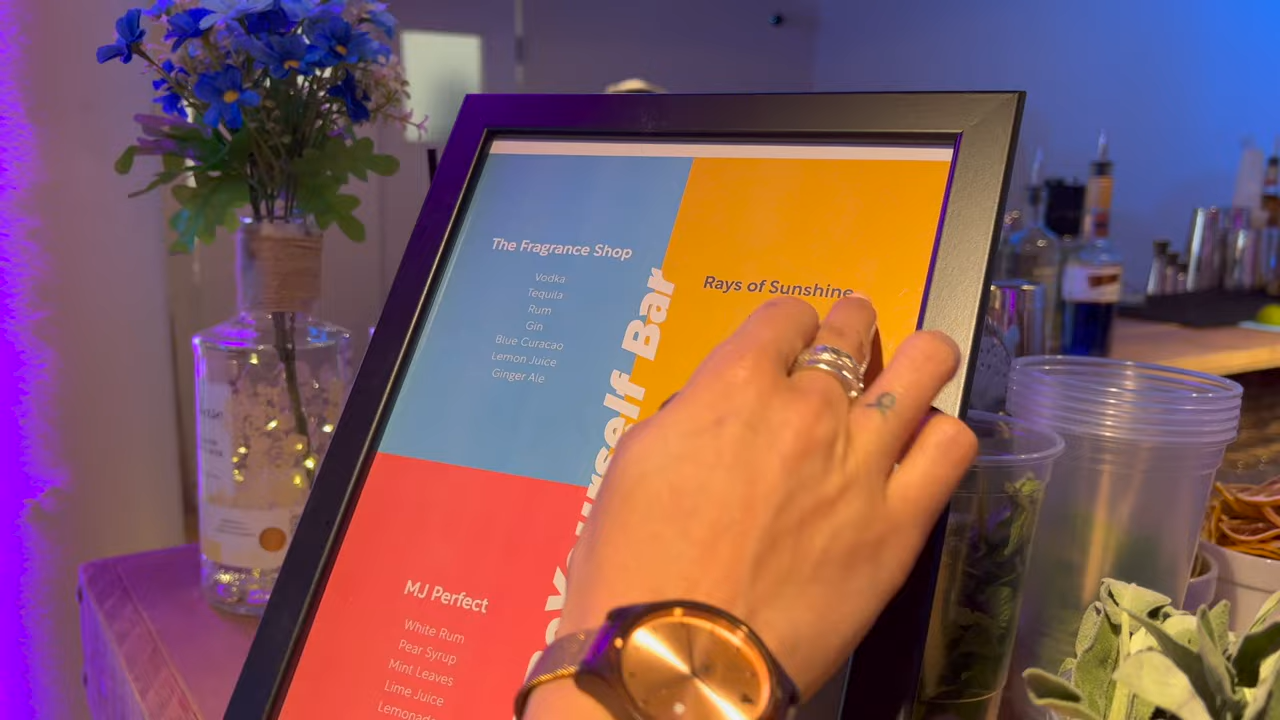 The Fragrance Shop
Vodka
Tequila
Rum
Gin
Blue Curacao
Lemon Juice
Ginger Ale
Rays of Sunshine
Bar
MJ Perfect
White Rum
Pear Syrup
Mint Leaves
Lime Juice
Lemonade